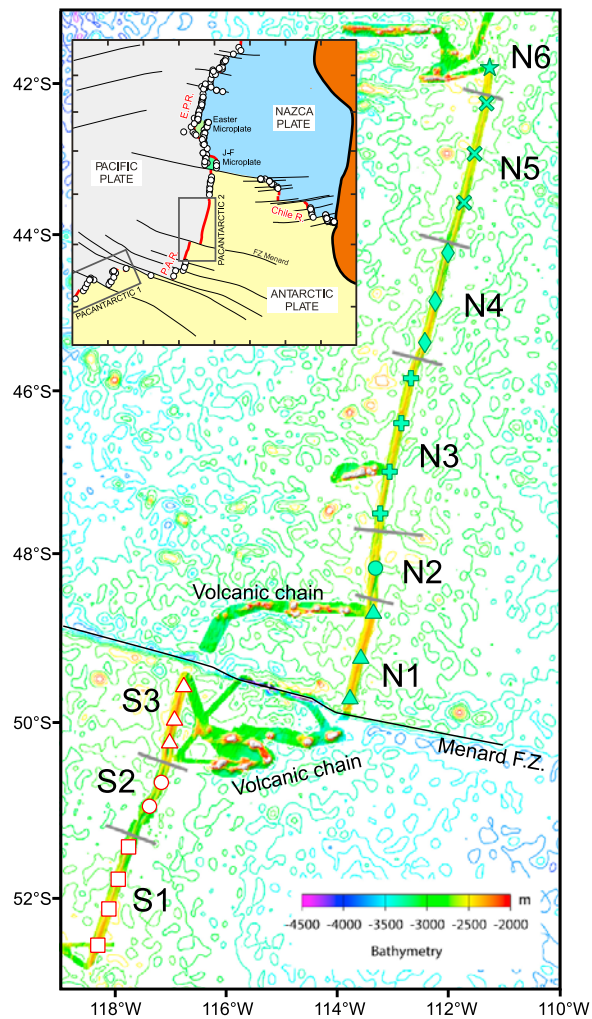 42°S
44°S
46°S
48°S
50°S
52°S
118°W
116°W
114°W
112°W
110°W
E.P.R.
Easter
Microplate
NAZCA
PLATE
J-F
Microplate
PACIFIC
PLATE
Chile R.
PACANTARCTIC 2
FZ Menard
P.A.R.
PACANTARCTIC 1
ANTARCTIC
PLATE
N6
N5
N4
N3
N2
Volcanic chain
N1
S3
Menard F.Z.
S2
Volcanic chain
S1
m
-4500 -4000 -3500 -3000 -2500 -2000
Bathymetry